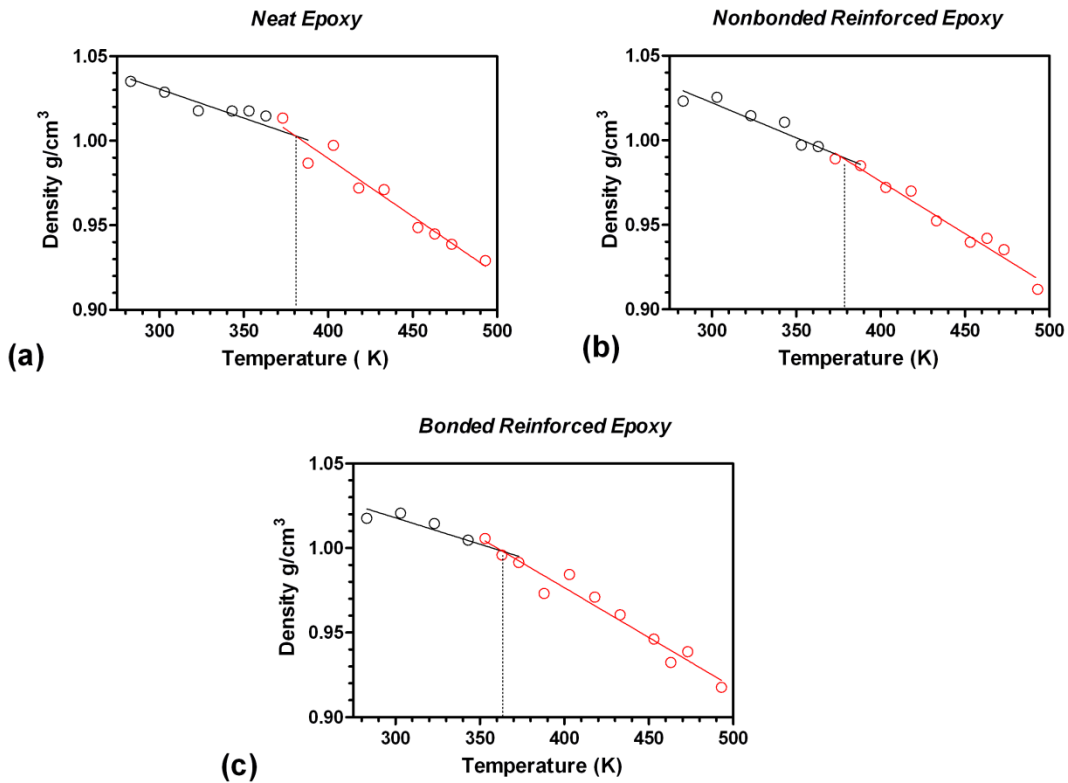 Neat Epoxy
1.05
1.00
0.95
0.90
Density g/cm³
300 350 400 450 500
Temperature ( K)
(a)
Nonbonded Reinforced Epoxy
1.05
1.00
0.95
0.90
Density g/cm³
300 350 400 450 500
Temperature (K)
(b)
Bonded Reinforced Epoxy
1.05
1.00
0.95
0.90
Density g/cm³
300 350 400 450 500
Temperature (K)
(c)